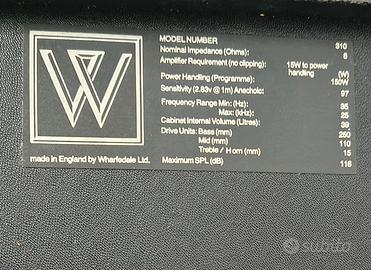 W
MODEL NUMBER 310
Nominal Impedance (Ohms): 6
Amplifier Requirement (no clipping): 15W to power handling (W)
Power Handling (Programme): 150W
Sensitivity (2.83v @ 1m) Anechoic: 97
Frequency Range Min: (Hz): 35
Max: (kHz): 25
Cabinet Internal Volume (Litres): 39
Drive Units: Bass (mm) 250
Mid (mm) 110
Treble / Horn (mm) 15
Maximum SPL (dB) 118
made in England by Wharfedale Ltd.
subito